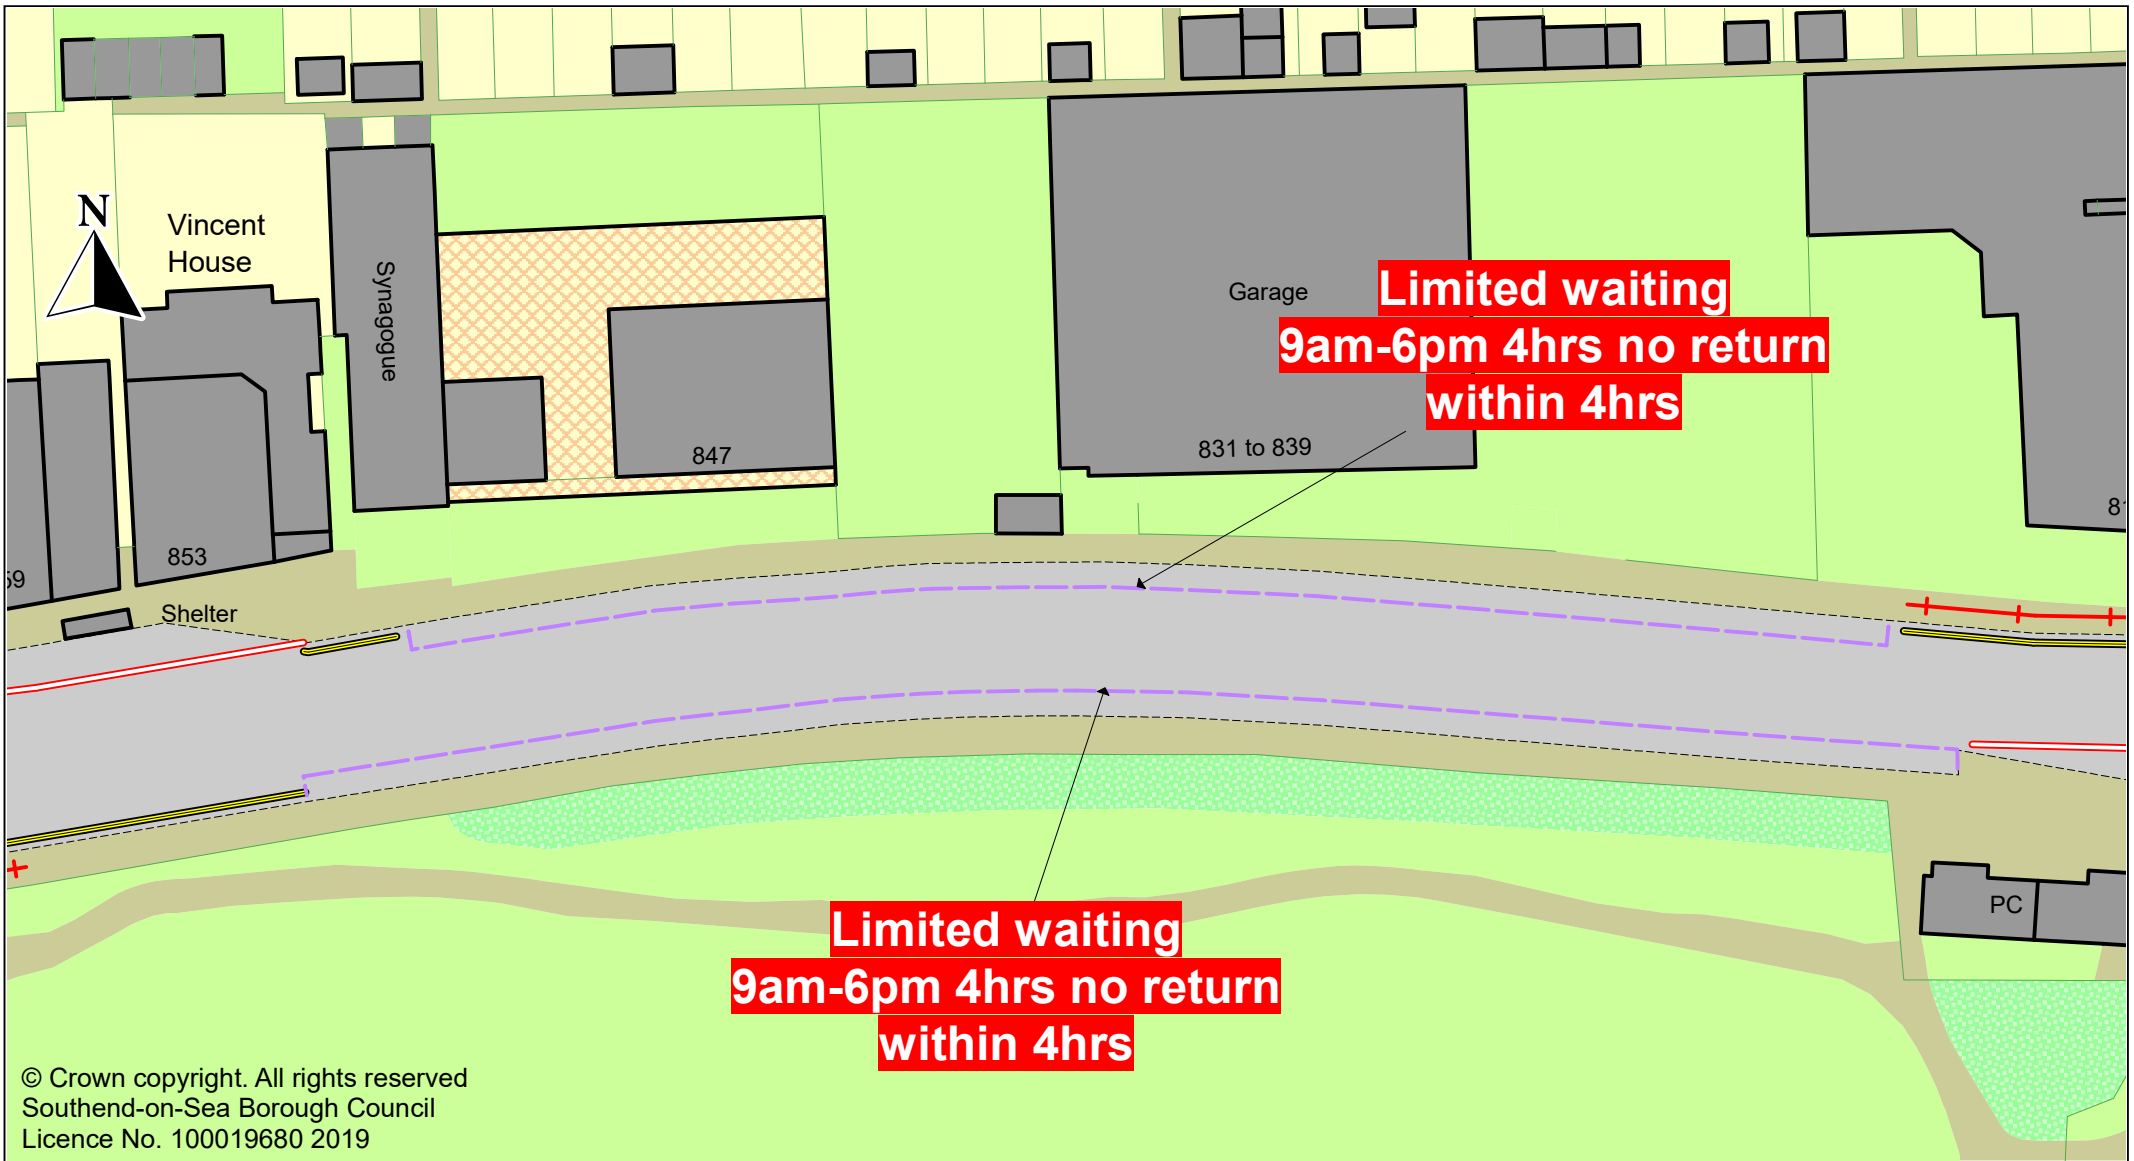 N
Vincent
House
Synagogue
Garage
Limited waiting
9am-6pm 4hrs no return
within 4hrs
831 to 839
847
853
59
81
Shelter
PC
Limited waiting
9am-6pm 4hrs no return
within 4hrs
© Crown copyright. All rights reserved
Southend-on-Sea Borough Council
Licence No. 100019680 2019